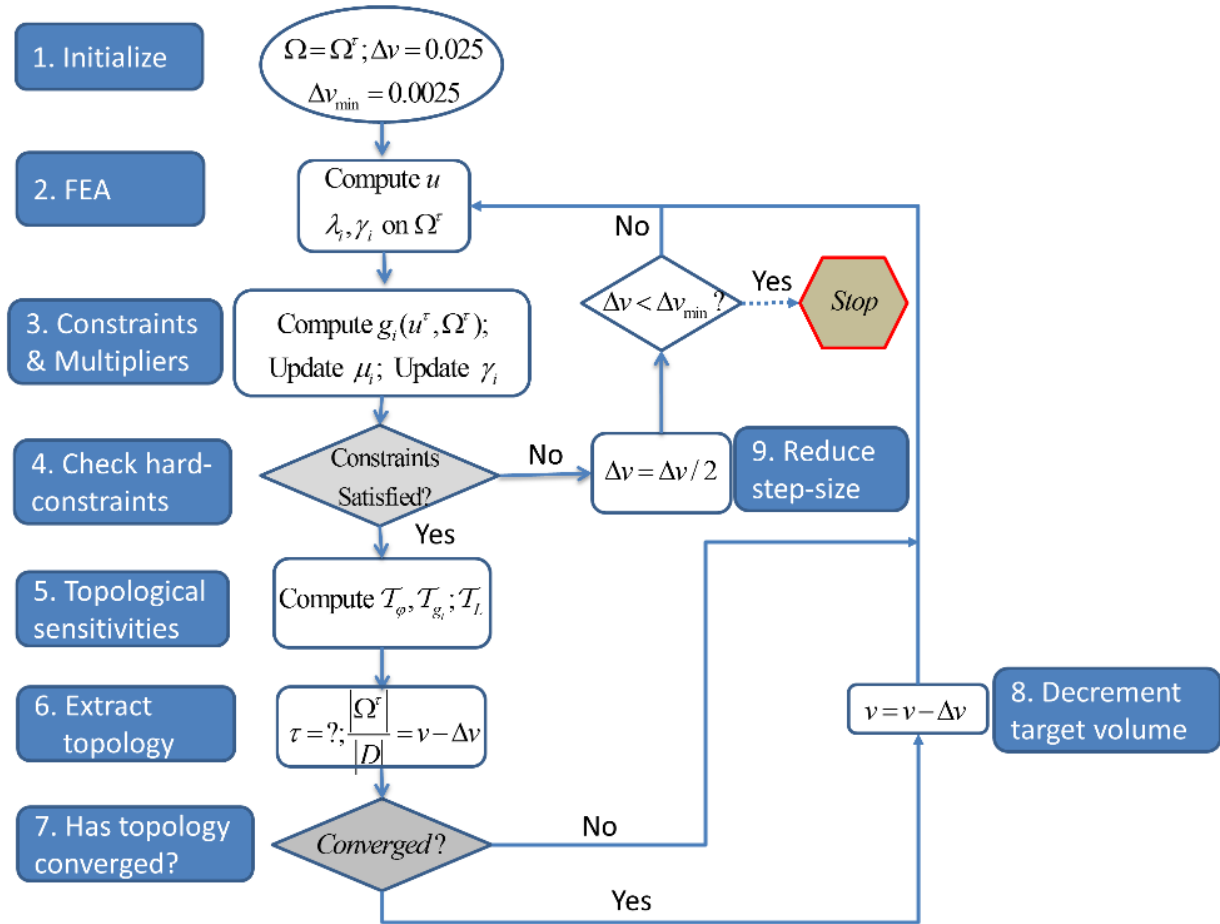 1. Initialize
Ω = Ω^τ; Δv = 0.025
Δv_min = 0.0025
2. FEA
Compute u
λ_i, γ_i on Ω^τ
No
Δv < Δv_min ?
Yes
Stop
3. Constraints
& Multipliers
Compute g_i(u^τ, Ω^τ);
Update μ_i; Update γ_i
4. Check hard-
constraints
Constraints
Satisfied?
No
Δv = Δv / 2
9. Reduce
step-size
Yes
5. Topological
sensitivities
Compute T_φ, T_{g_i}; T_L
6. Extract
topology
τ = ?; |Ω^τ| / |D| = v − Δv
v = v − Δv
8. Decrement
target volume
7. Has topology
converged?
Converged?
No
Yes